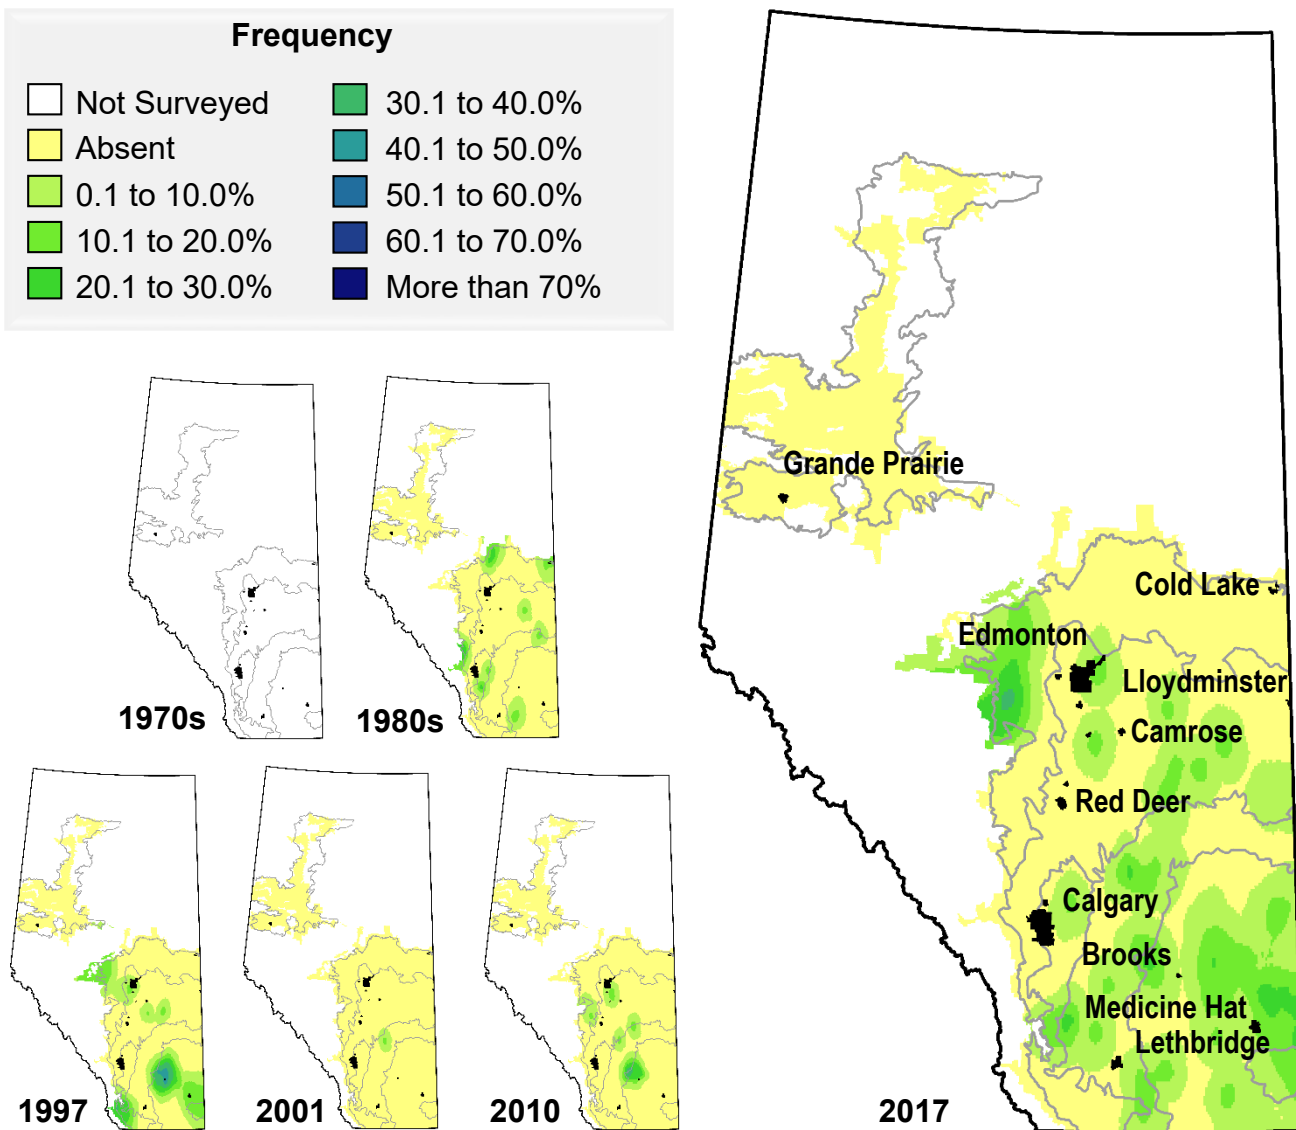 Frequency
Not Surveyed
Absent
0.1 to 10.0%
10.1 to 20.0%
20.1 to 30.0%
30.1 to 40.0%
40.1 to 50.0%
50.1 to 60.0%
60.1 to 70.0%
More than 70%
Grande Prairie
Cold Lake
Edmonton
Lloydminster
Camrose
Red Deer
Calgary
Brooks
Medicine Hat
Lethbridge
1970s
1980s
1997
2001
2010
2017